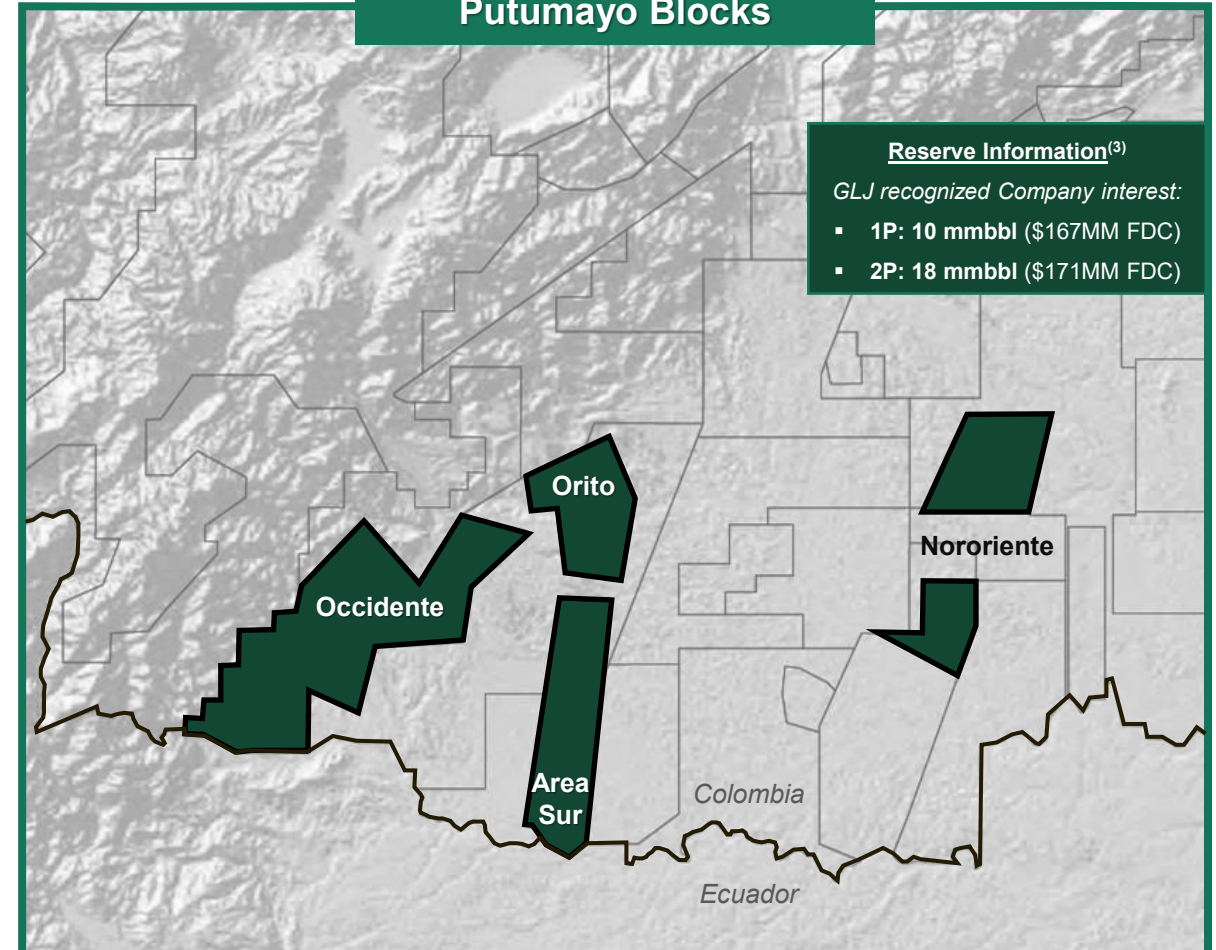 Putumayo Blocks
Reserve Information(3)
GLJ recognized Company interest:
▪ 1P: 10 mmbbl ($167MM FDC)
▪ 2P: 18 mmbbl ($171MM FDC)
Orito
Nororiente
Occidente
Area
Sur
Colombia
Ecuador